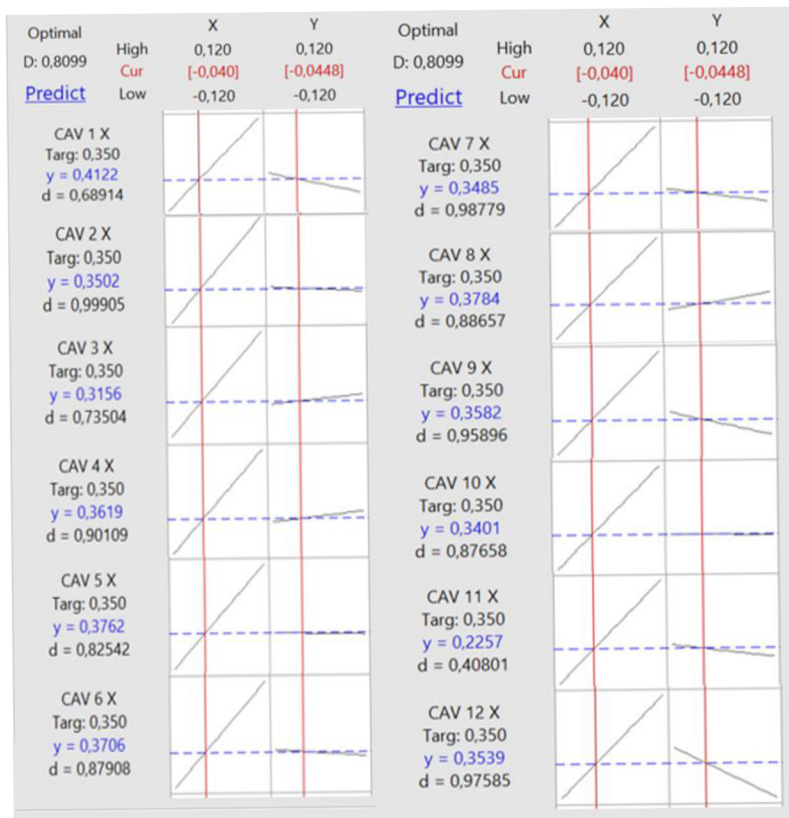 Optimal
D: 0,8099
Predict
High
Cur
Low
X
0,120
[-0,040]
-0,120
Y
0,120
[-0,0448]
-0,120
CAV 1 X
Targ: 0,350
y = 0,4122
d = 0,68914
CAV 2 X
Targ: 0,350
y = 0,3502
d = 0,99905
CAV 3 X
Targ: 0,350
y = 0,3156
d = 0,73504
CAV 4 X
Targ: 0,350
y = 0,3619
d = 0,90109
CAV 5 X
Targ: 0,350
y = 0,3762
d = 0,82542
CAV 6 X
Targ: 0,350
y = 0,3706
d = 0,87908
Optimal
D: 0,8099
Predict
High
Cur
Low
X
0,120
[-0,040]
-0,120
Y
0,120
[-0,0448]
-0,120
CAV 7 X
Targ: 0,350
y = 0,3485
d = 0,98779
CAV 8 X
Targ: 0,350
y = 0,3784
d = 0,88657
CAV 9 X
Targ: 0,350
y = 0,3582
d = 0,95896
CAV 10 X
Targ: 0,350
y = 0,3401
d = 0,87658
CAV 11 X
Targ: 0,350
y = 0,2257
d = 0,40801
CAV 12 X
Targ: 0,350
y = 0,3539
d = 0,97585